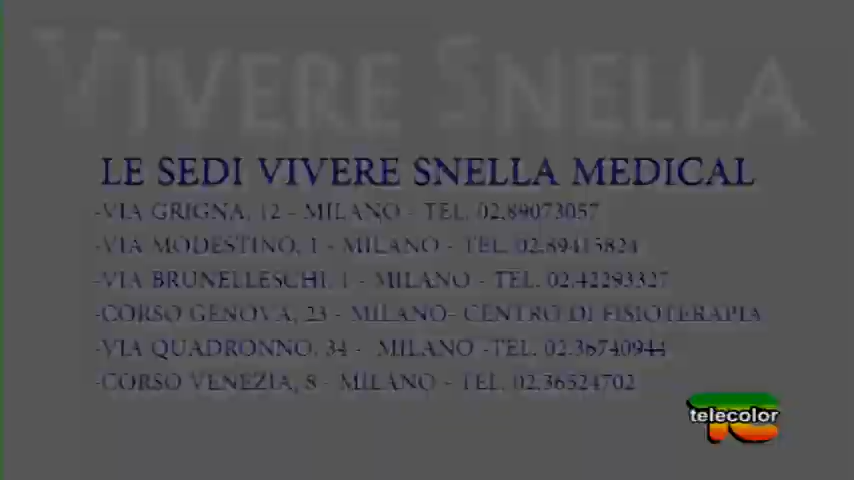 VIVERE SNELLA
LE SEDI VIVERE SNELLA MEDICAL
-VIA GRIGNA, 12 - MILANO - TEL. 02.89073057
-VIA MODESTINO, 1 - MILANO - TEL. 02.89415824
-VIA BRUNELLESCHI, 1 - MILANO - TEL. 02.42293327
-CORSO GENOVA, 23 - MILANO- CENTRO DI FISIOTERAPIA
-VIA QUADRONNO, 34 - MILANO -TEL. 02.36740944
-CORSO VENEZIA, 8 - MILANO - TEL. 02.36524702
telecolor